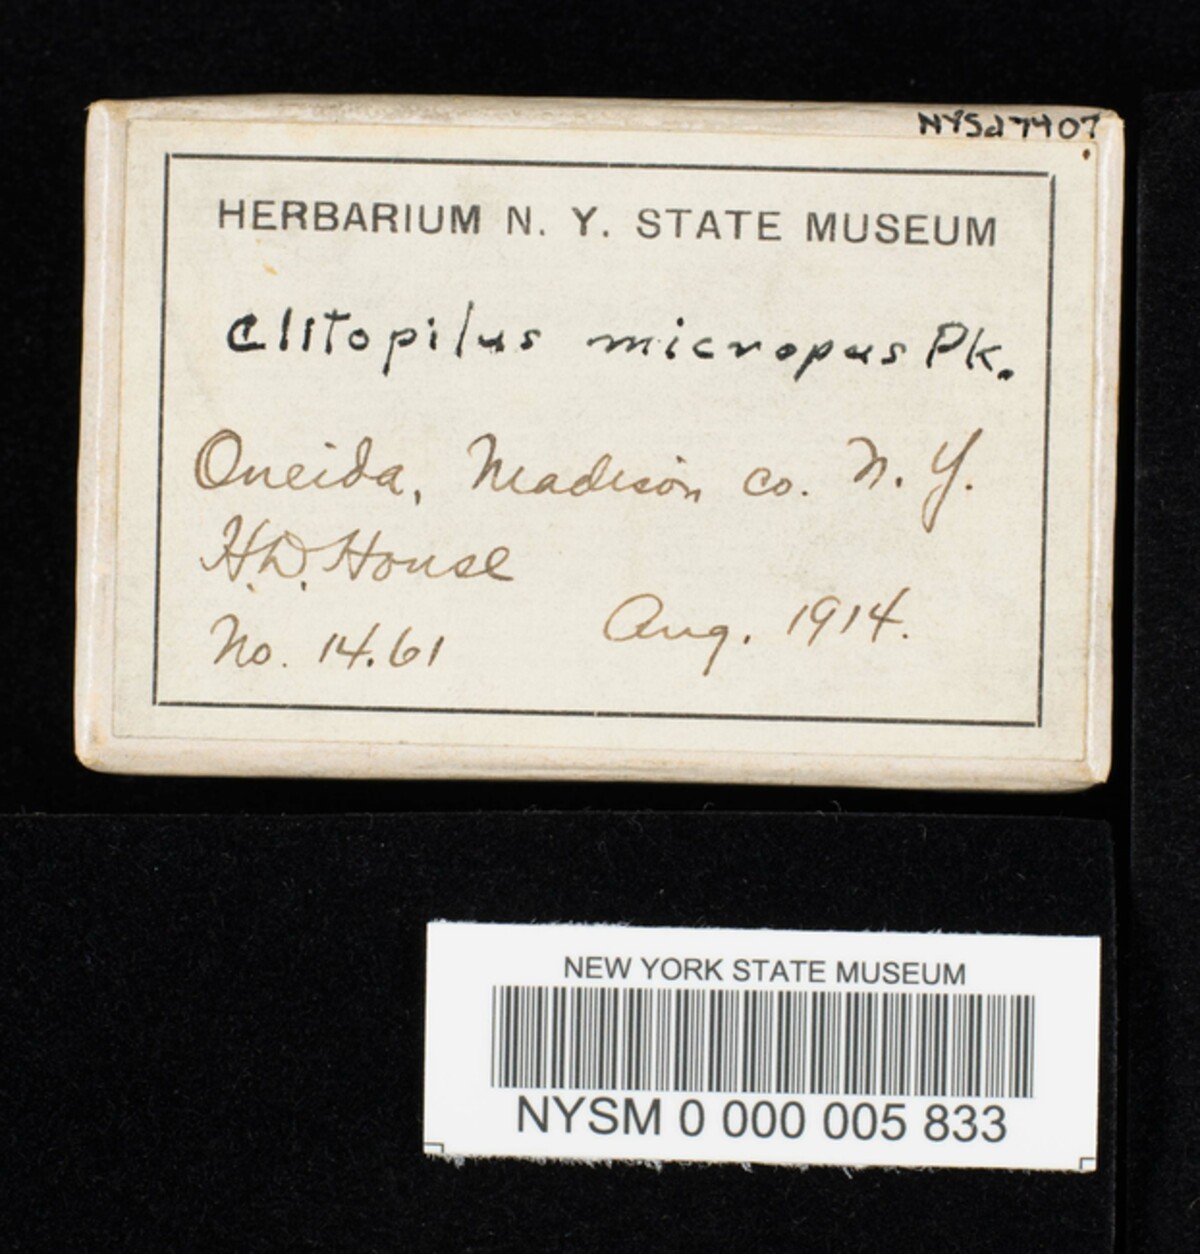 NYSd7407
HERBARIUM N. Y. STATE MUSEUM
Clitopilus micropus Pk.
Oneida, Madison co. N. Y.
H.D. House
No. 14.61 Aug. 1914.
NEW YORK STATE MUSEUM
NYSM 0 000 005 833